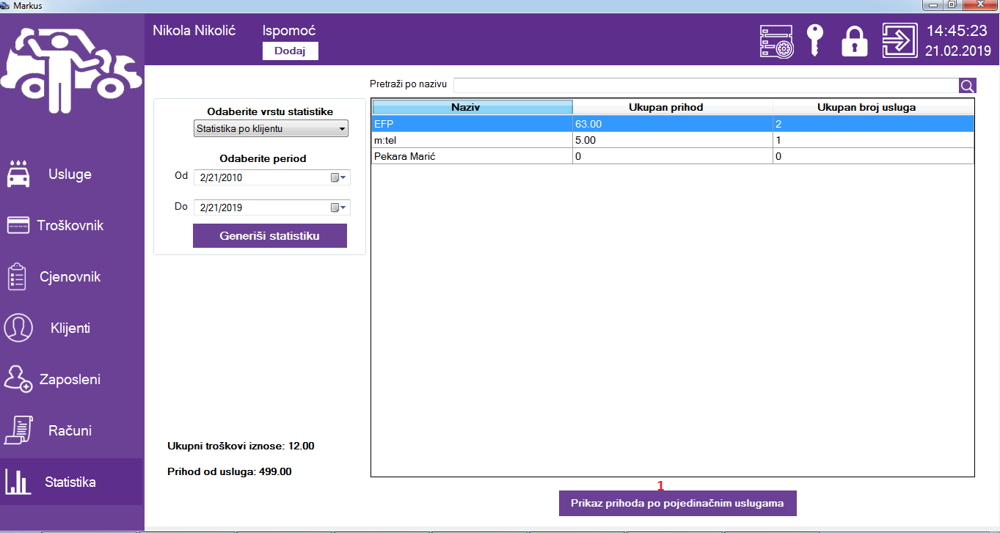 Markus
Nikola Nikolić
Ispomoć
Dodaj
14:45:23
21.02.2019
Usluge
Troškovnik
Cjenovnik
Klijenti
Zaposleni
Računi
Statistika
Odaberite vrstu statistike
Statistika po klijentu
Odaberite period
Od 2/21/2010
Do 2/21/2019
Generiši statistiku
Ukupni troškovi iznose: 12.00
Prihod od usluga: 499.00
Pretraži po nazivu
Naziv Ukupan prihod Ukupan broj usluga
EFP 63.00 2
m:tel 5.00 1
Pekara Marić 0 0
1
Prikaz prihoda po pojedinačnim uslugama